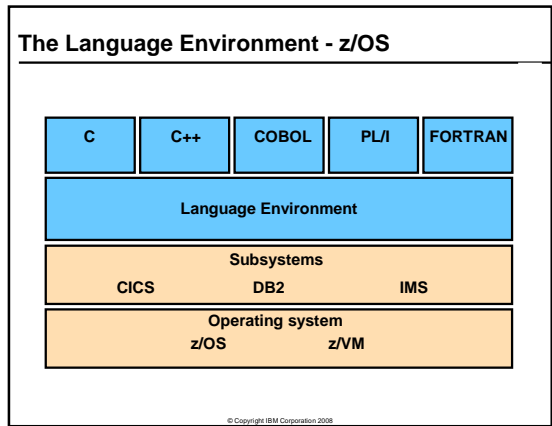 The Language Environment - z/OS
C C++ COBOL PL/I FORTRAN
Language Environment
Subsystems
CICS DB2 IMS
Operating system
z/OS z/VM
© Copyright IBM Corporation 2008